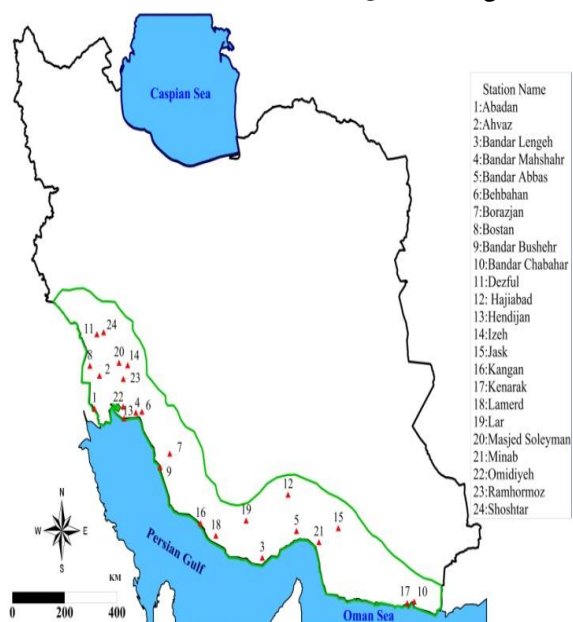 Caspian Sea
Station Name
1:Abadan
2:Ahvaz
3:Bandar Lengeh
4:Bandar Mahshahr
5:Bandar Abbas
6:Behbahan
7:Borazjan
8:Bostan
9:Bandar Bushehr
10:Bandar Chabahar
11:Dezful
12: Hajiabad
13:Hendijan
14:Izeh
15:Jask
16:Kangan
17:Kenarak
18:Lamerd
19:Lar
20:Masjed Soleyman
21:Minab
22:Omidiyeh
23:Ramhormoz
24:Shoshtar
11 24
8 20 14
2 23
1 22 13 4 6
7
9
12
16 19
18 5 15
3 21
17 10
Persian Gulf
Oman Sea
N
W E
S
KM
0 200 400